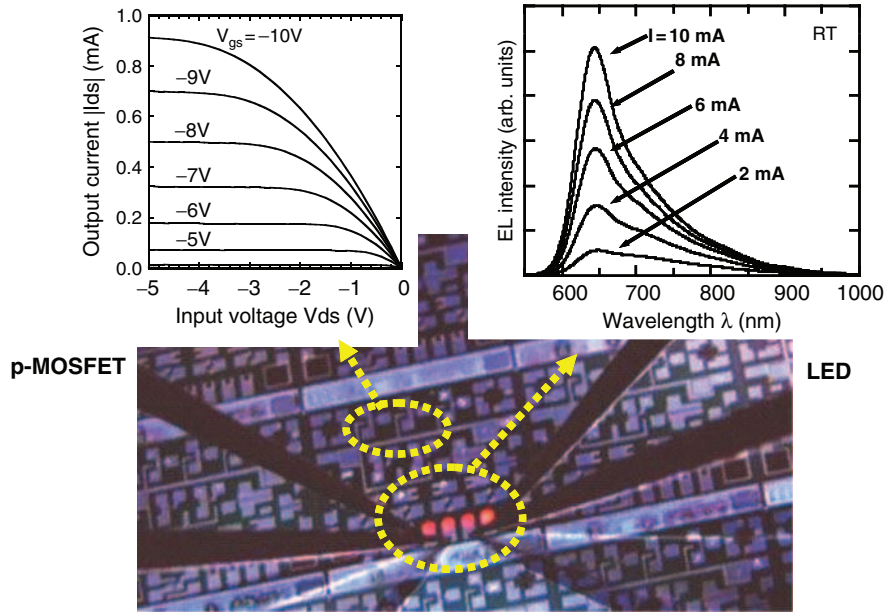 1.0
0.8
0.6
0.4
0.2
0.0
Output current |Ids| (mA)
V_gs = −10V
−9V
−8V
−7V
−6V
−5V
−5 −4 −3 −2 −1 0
Input voltage Vds (V)
EL intensity (arb. units)
I = 10 mA
RT
8 mA
6 mA
4 mA
2 mA
600 700 800 900 1000
Wavelength λ (nm)
p-MOSFET
LED